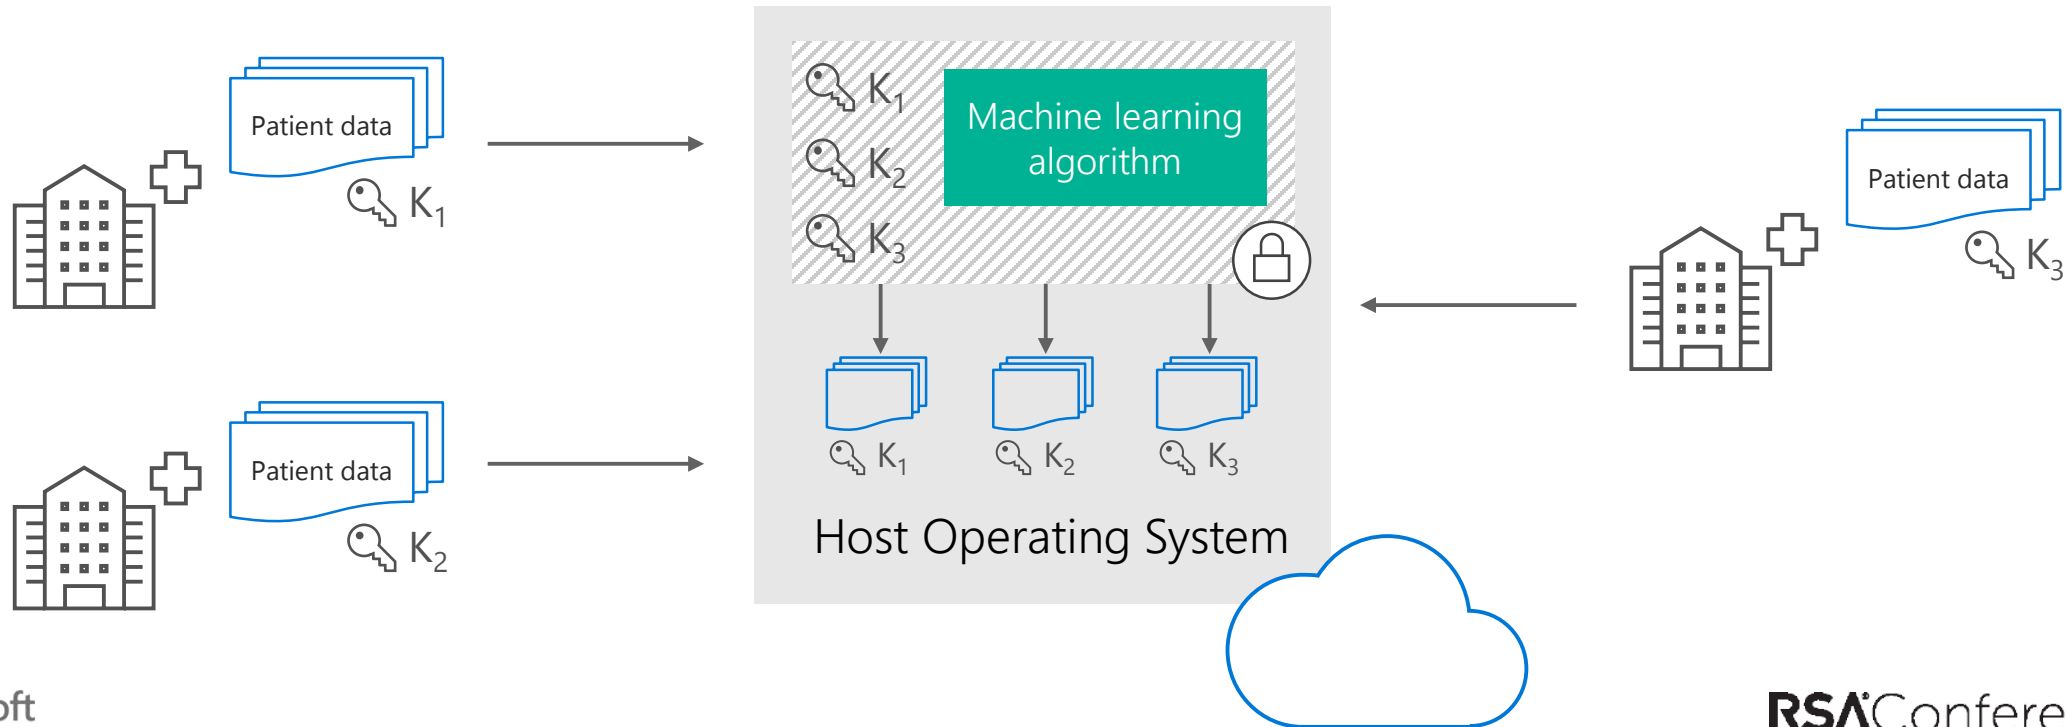 Patient data
K1
Patient data
K2
K1
K2
K3
Machine learning
algorithm
K1
K2
K3
Host Operating System
Patient data
K3
oft
RSAConfere